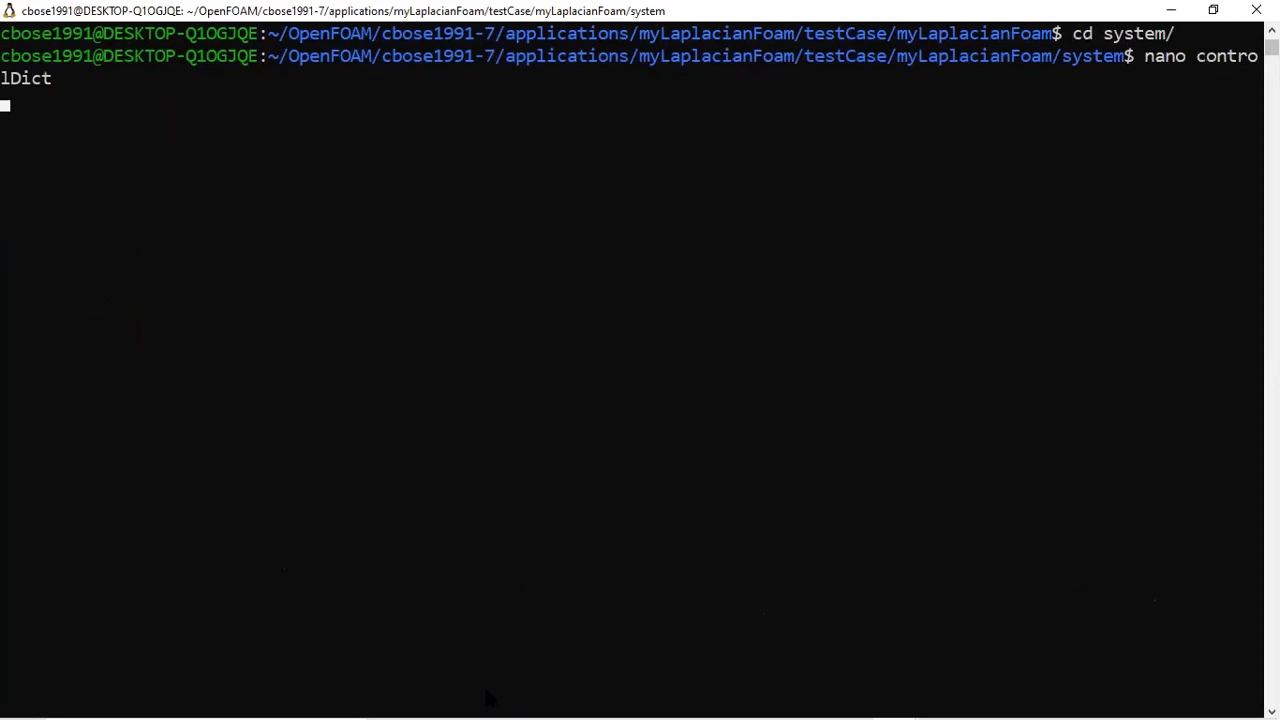 cbose1991@DESKTOP-Q1OGJQE: ~/OpenFOAM/cbose1991-7/applications/myLaplacianFoam/testCase/myLaplacianFoam/system
cbose1991@DESKTOP-Q1OGJQE:~/OpenFOAM/cbose1991-7/applications/myLaplacianFoam/testCase/myLaplacianFoam$ cd system/
cbose1991@DESKTOP-Q1OGJQE:~/OpenFOAM/cbose1991-7/applications/myLaplacianFoam/testCase/myLaplacianFoam/system$ nano contro
lDict